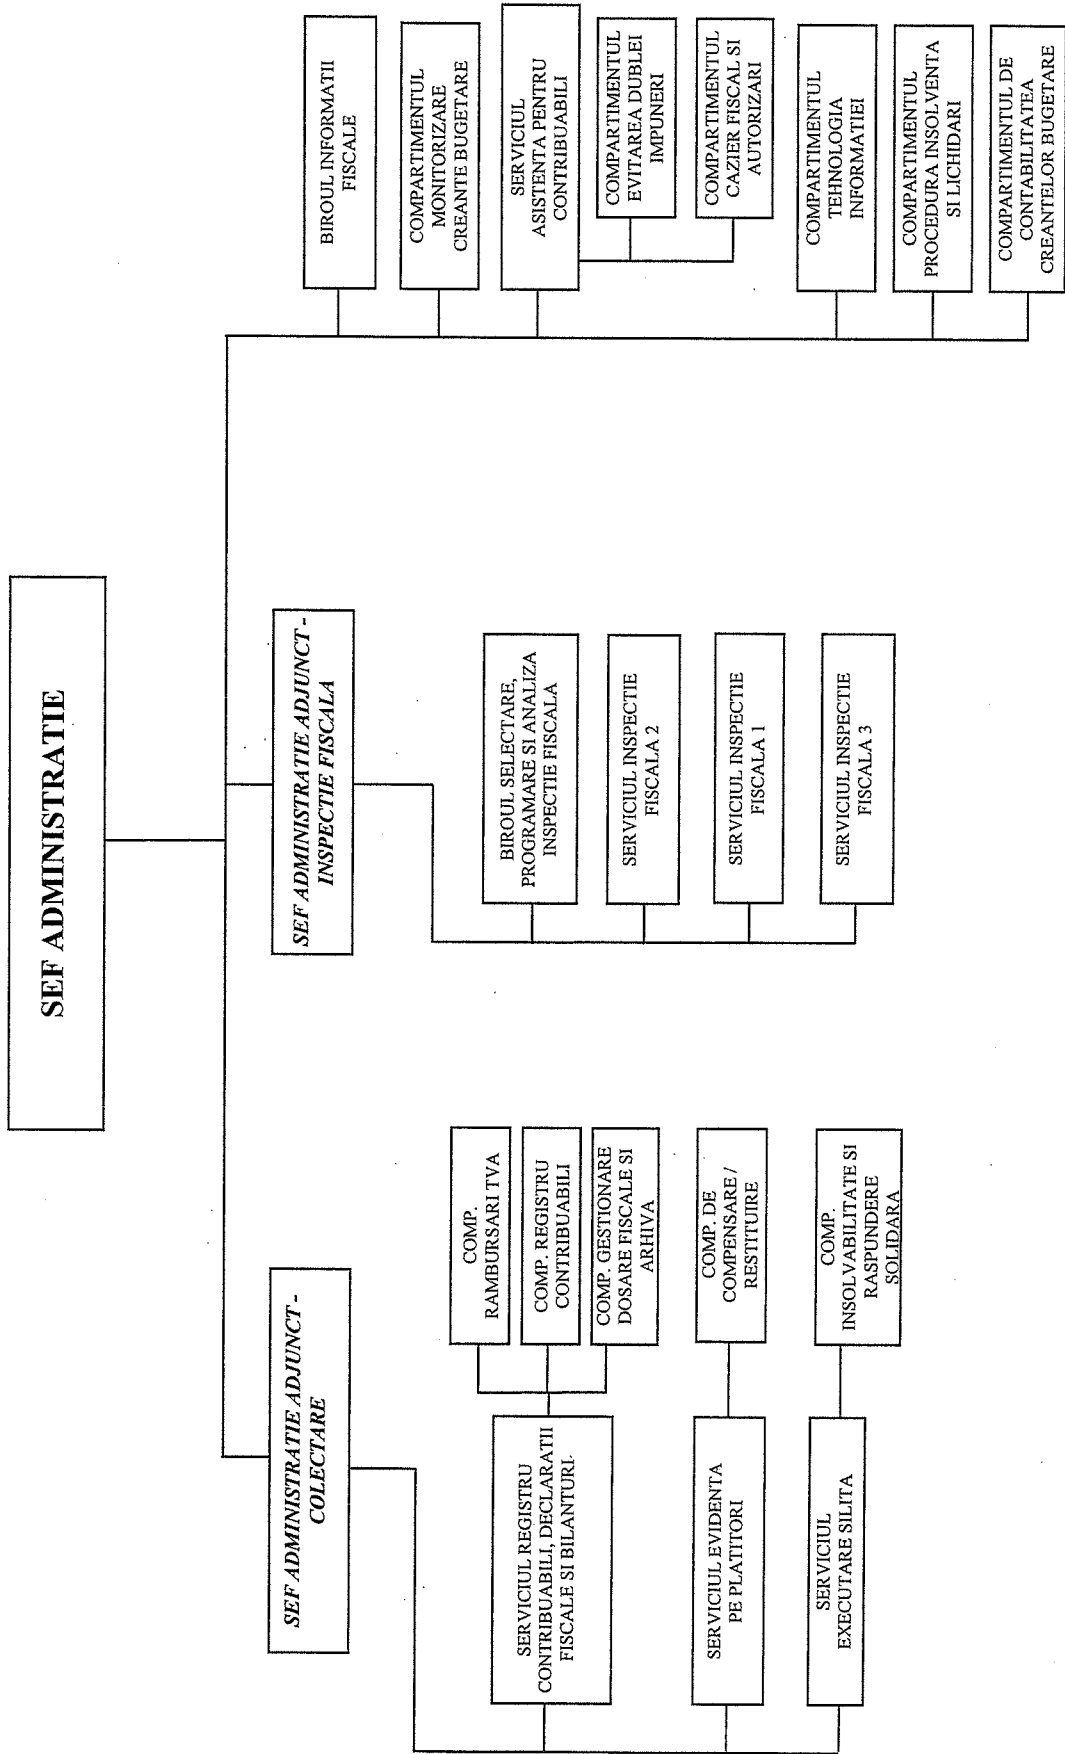 SEF ADMINISTRATIE
SEF ADMINISTRATIE ADJUNCT -
COLECTARE
SERVICIUL REGISTRU
CONTRIBUABILI, DECLARATII
FISCALE SI BILANTURI.
COMP.
RAMBURSARI TVA
COMP. REGISTRU
CONTRIBUABILI
COMP. GESTIONARE
DOSARE FISCALE SI
ARHIVA
SERVICIUL EVIDENTA
PE PLATITORI
COMP. DE
COMPENSARE /
RESTITUIRE
SERVICIUL
EXECUTARE SILITA
COMP.
INSOLVABILITATE SI
RASPUNDERE
SOLIDARA
SEF ADMINISTRATIE ADJUNCT -
INSPECTIE FISCALA
BIROUL SELECTARE,
PROGRAMARE SI ANALIZA
INSPECTIE FISCALA
SERVICIUL INSPECTIE
FISCALA 2
SERVICIUL INSPECTIE
FISCALA 1
SERVICIUL INSPECTIE
FISCALA 3
BIROUL INFORMATII
FISCALE
COMPARTIMENTUL
MONITORIZARE
CREANTE BUGETARE
SERVICIUL
ASISTENTA PENTRU
CONTRIBUABILI
COMPARTIMENTUL
EVITAREA DUBLEI
IMPUNERI
COMPARTIMENTUL
CAZIER FISCAL SI
AUTORIZARI
COMPARTIMENTUL
TEHNOLOGIA
INFORMATIEI
COMPARTIMENTUL
PROCEDURA INSOLVENTA
SI LICHIDARI
COMPARTIMENTUL DE
CONTABILITATEA
CREANTELOR BUGETARE